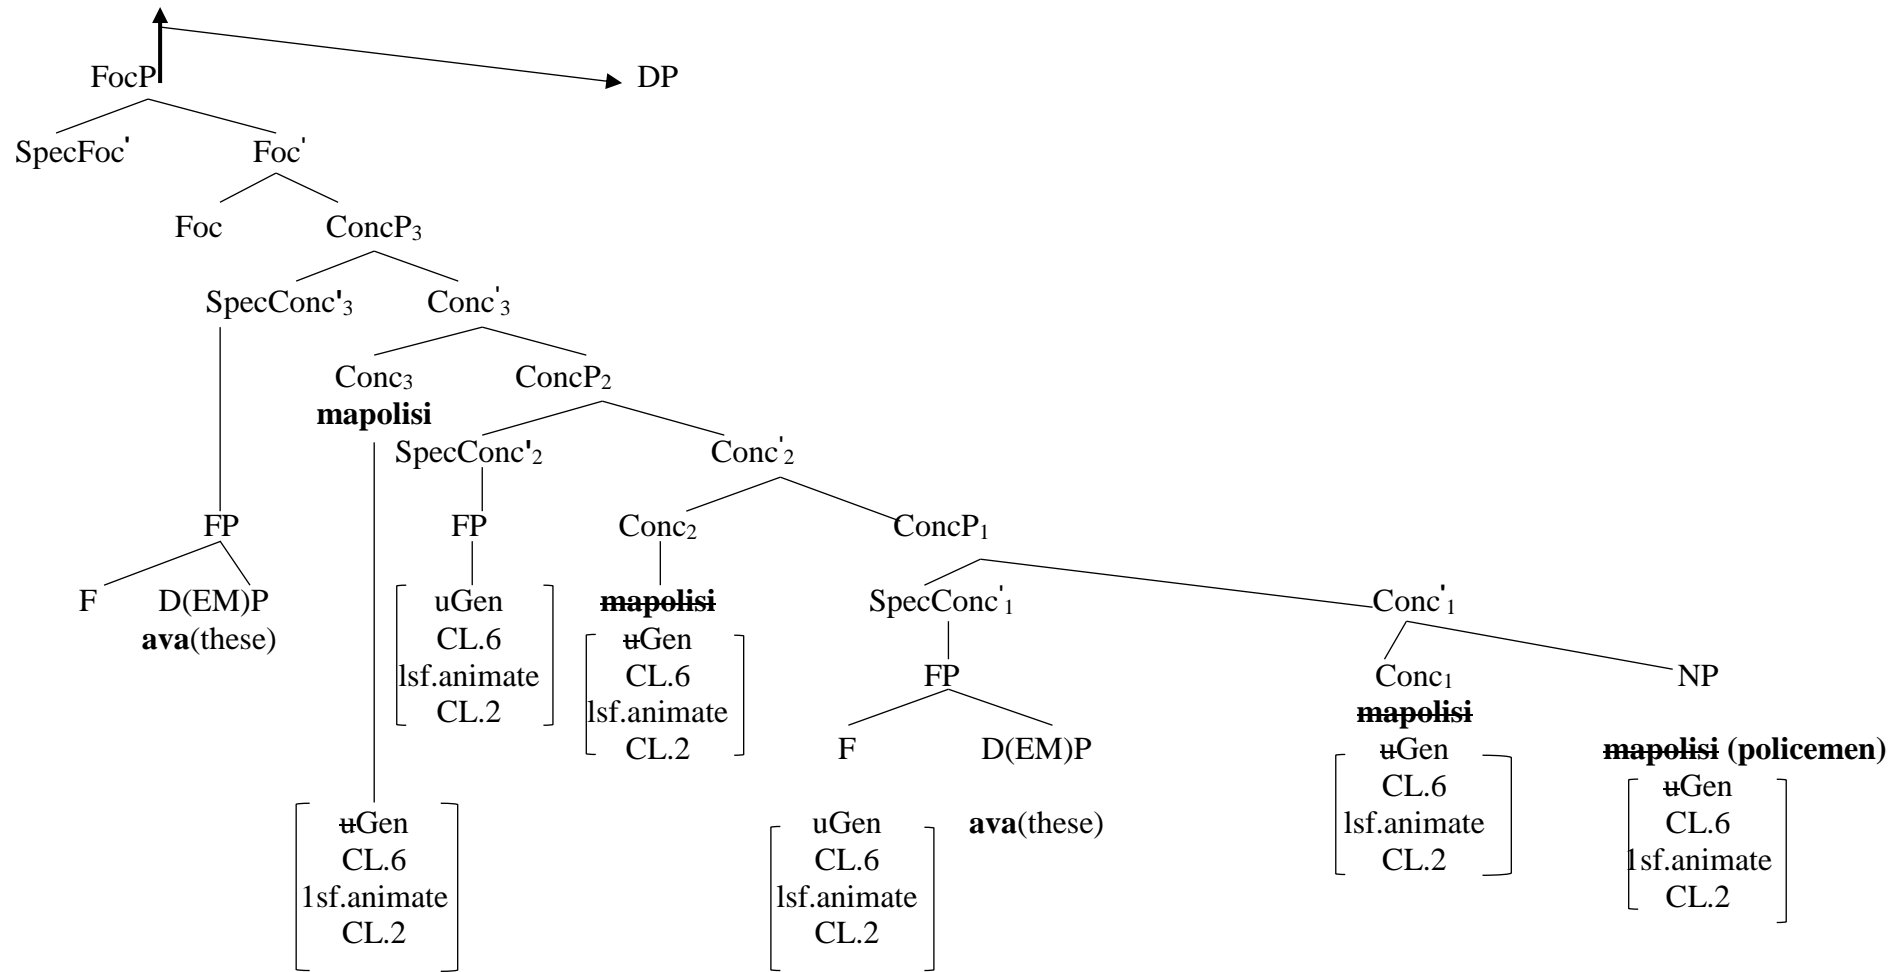 FocP DP
SpecFoc' Foc'
Foc ConcP3
SpecConc'3 Conc'3
Conc3 ConcP2
mapolisi
SpecConc'2 Conc'2
FP FP Conc2 ConcP1
F D(EM)P uGen mapolisi SpecConc'1 Conc'1
ava(these) CL.6 uGen
lsf.animate CL.6 FP Conc1 NP
CL.2 lsf.animate mapolisi
CL.2 F D(EM)P uGen mapolisi (policemen)
CL.6 uGen
uGen uGen ava(these) lsf.animate CL.6
CL.6 CL.6 CL.2 1sf.animate
1sf.animate lsf.animate CL.2
CL.2 CL.2